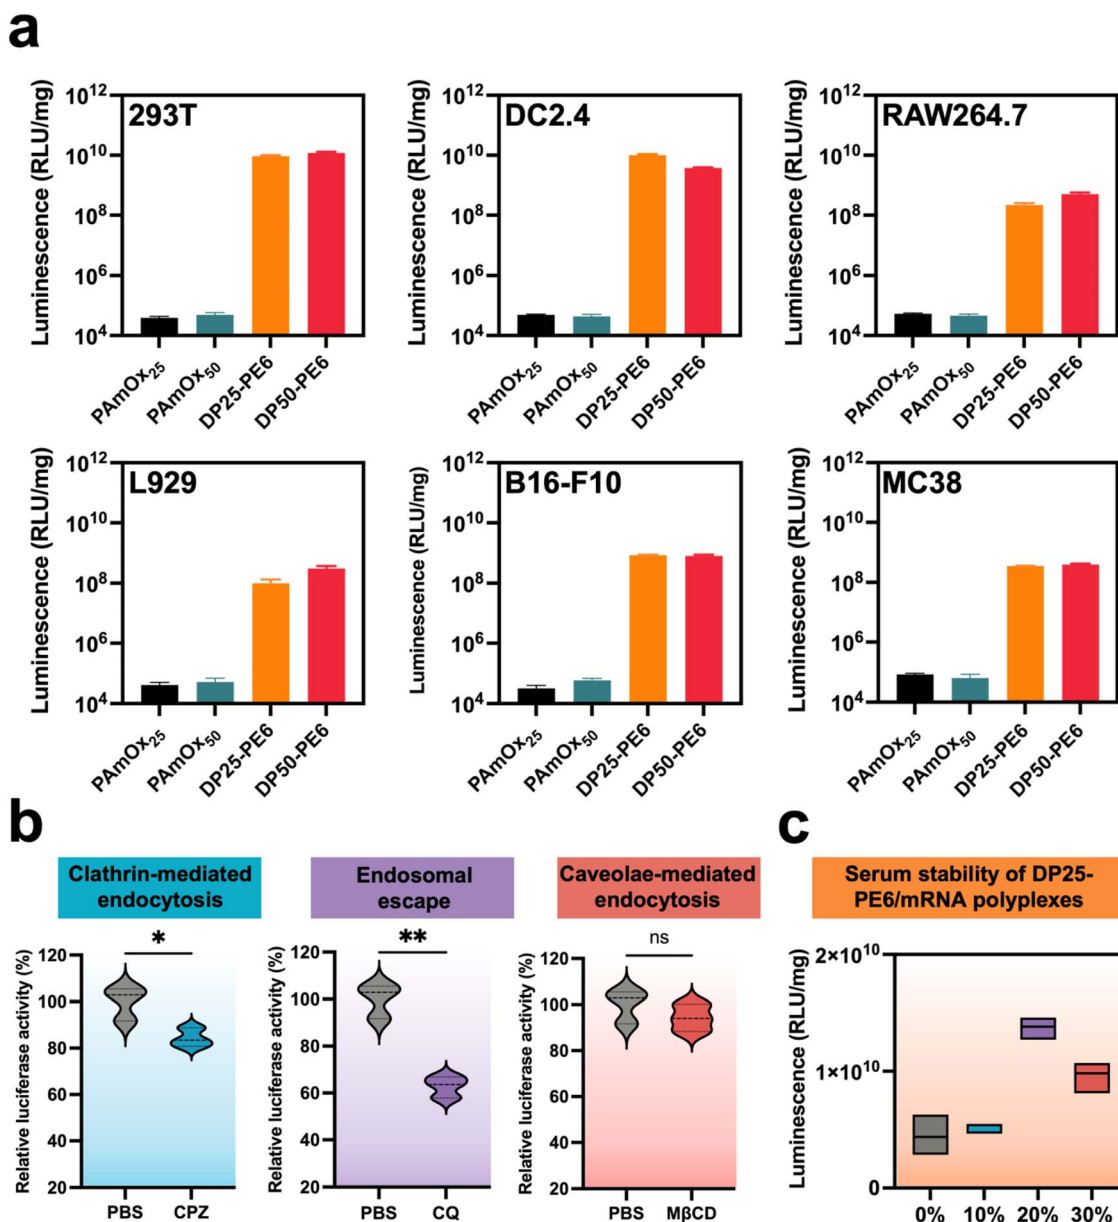 a
293T
Luminescence (RLU/mg)
10¹²
10¹⁰
10⁸
10⁶
10⁴
PAmOx₂₅
PAmOx₅₀
DP25-PE6
DP50-PE6
DC2.4
Luminescence (RLU/mg)
10¹²
10¹⁰
10⁸
10⁶
10⁴
PAmOx₂₅
PAmOx₅₀
DP25-PE6
DP50-PE6
RAW264.7
Luminescence (RLU/mg)
10¹²
10¹⁰
10⁸
10⁶
10⁴
PAmOx₂₅
PAmOx₅₀
DP25-PE6
DP50-PE6
L929
Luminescence (RLU/mg)
10¹²
10¹⁰
10⁸
10⁶
10⁴
PAmOx₂₅
PAmOx₅₀
DP25-PE6
DP50-PE6
B16-F10
Luminescence (RLU/mg)
10¹²
10¹⁰
10⁸
10⁶
10⁴
PAmOx₂₅
PAmOx₅₀
DP25-PE6
DP50-PE6
MC38
Luminescence (RLU/mg)
10¹²
10¹⁰
10⁸
10⁶
10⁴
PAmOx₂₅
PAmOx₅₀
DP25-PE6
DP50-PE6
b
Clathrin-mediated
endocytosis
Relative luciferase activity (%)
120
100
80
60
40
20
*
PBS
CPZ
Endosomal
escape
Relative luciferase activity (%)
120
100
80
60
40
20
**
PBS
CQ
Caveolae-mediated
endocytosis
Relative luciferase activity (%)
120
100
80
60
40
20
ns
PBS
MβCD
c
Serum stability of DP25-
PE6/mRNA polyplexes
Luminescence (RLU/mg)
2×10¹⁰
1×10¹⁰
0
0%
10%
20%
30%